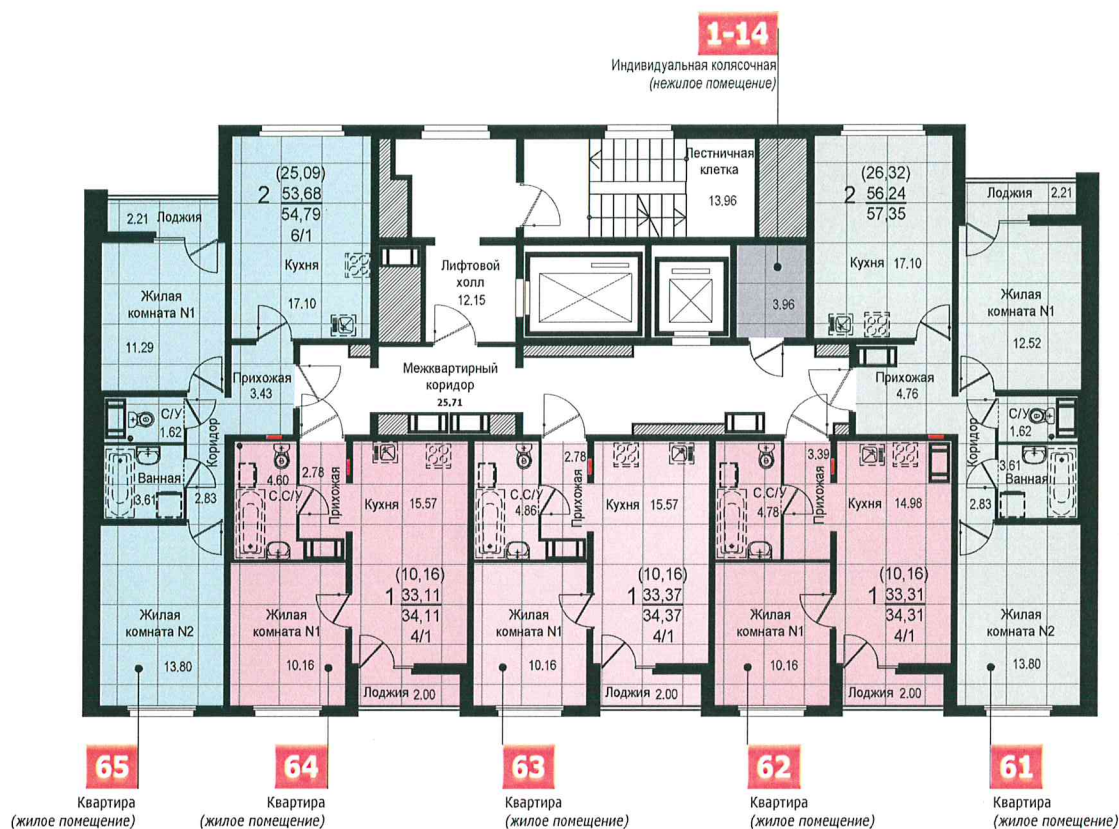 1-14
Индивидуальная колясочная
(нежилое помещение)
(25,09)
2 53,68
54,79
6/1
Кухня
17.10
2.21 Лоджия
Жилая
комната N1
11.29
Прихожая
3.43
С/У
1.62
Ванная
3.61
Коридор
2.83
Жилая
комната N2
13.80
Лифтовой
холл
12.15
Лестничная
клетка
13.96
3.96
Межквартирный
коридор
25,71
(26,32)
2 56,24
57,35
Кухня 17.10
Лоджия 2.21
Жилая
комната N1
12.52
Прихожая
4.76
С/У
1.62
3.61
Ванная
Коридор
2.83
Жилая
комната N2
13.80
4.60
С.С/У
2.78
Прихожая
Кухня 15.57
(10,16)
1 33,11
34,11
4/1
Жилая
комната N1
10.16
Лоджия 2.00
С.С/У
4.86
2.78
Прихожая
Кухня 15.57
(10,16)
1 33,37
34,37
4/1
Жилая
комната N1
10.16
Лоджия 2.00
С.С/У
4.78
3.39
Прихожая
Кухня 14.98
(10,16)
1 33,31
34,31
4/1
Жилая
комната N1
10.16
Лоджия 2.00
65
Квартира
(жилое помещение)
64
Квартира
(жилое помещение)
63
Квартира
(жилое помещение)
62
Квартира
(жилое помещение)
61
Квартира
(жилое помещение)